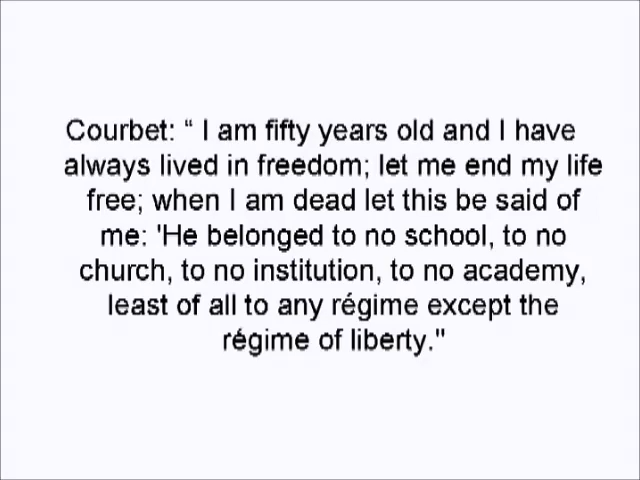 Courbet: “ I am fifty years old and I have
always lived in freedom; let me end my life
free; when I am dead let this be said of
me: 'He belonged to no school, to no
church, to no institution, to no academy,
least of all to any régime except the
régime of liberty."